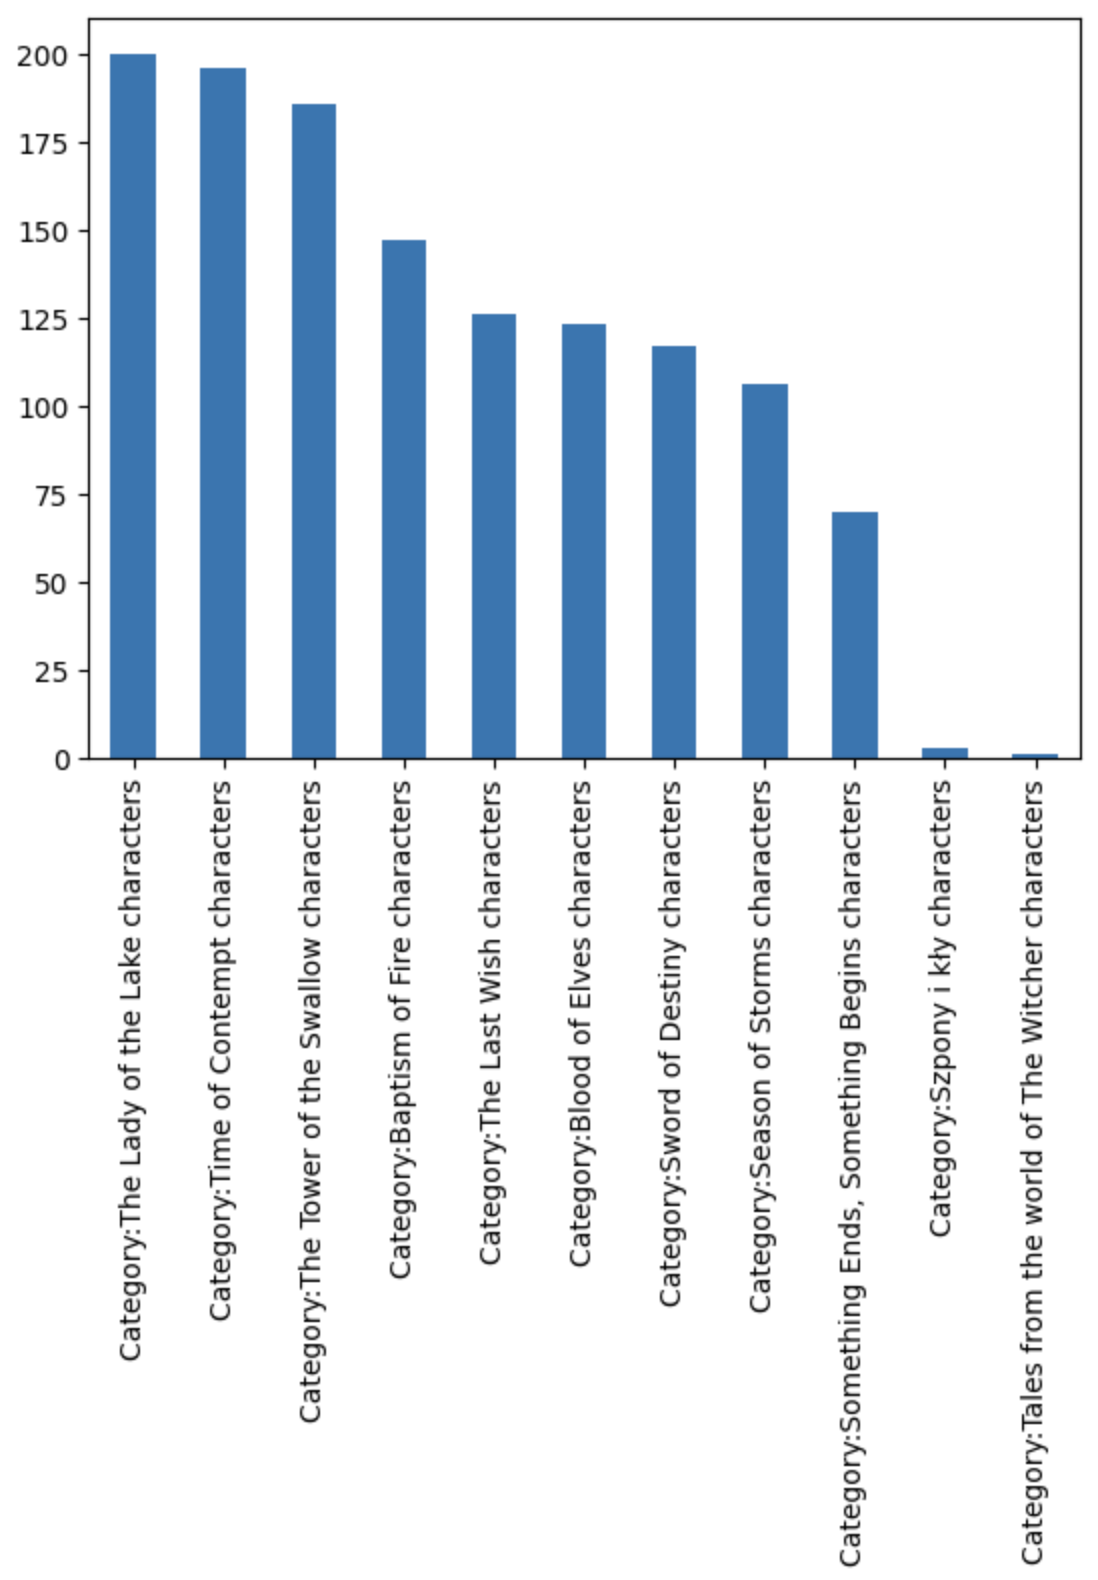 200
175
150
125
100
75
50
25
0
Category:The Lady of the Lake characters
Category:Time of Contempt characters
Category:The Tower of the Swallow characters
Category:Baptism of Fire characters
Category:The Last Wish characters
Category:Blood of Elves characters
Category:Sword of Destiny characters
Category:Season of Storms characters
Category:Something Ends, Something Begins characters
Category:Szpony i kły characters
Category:Tales from the world of The Witcher characters